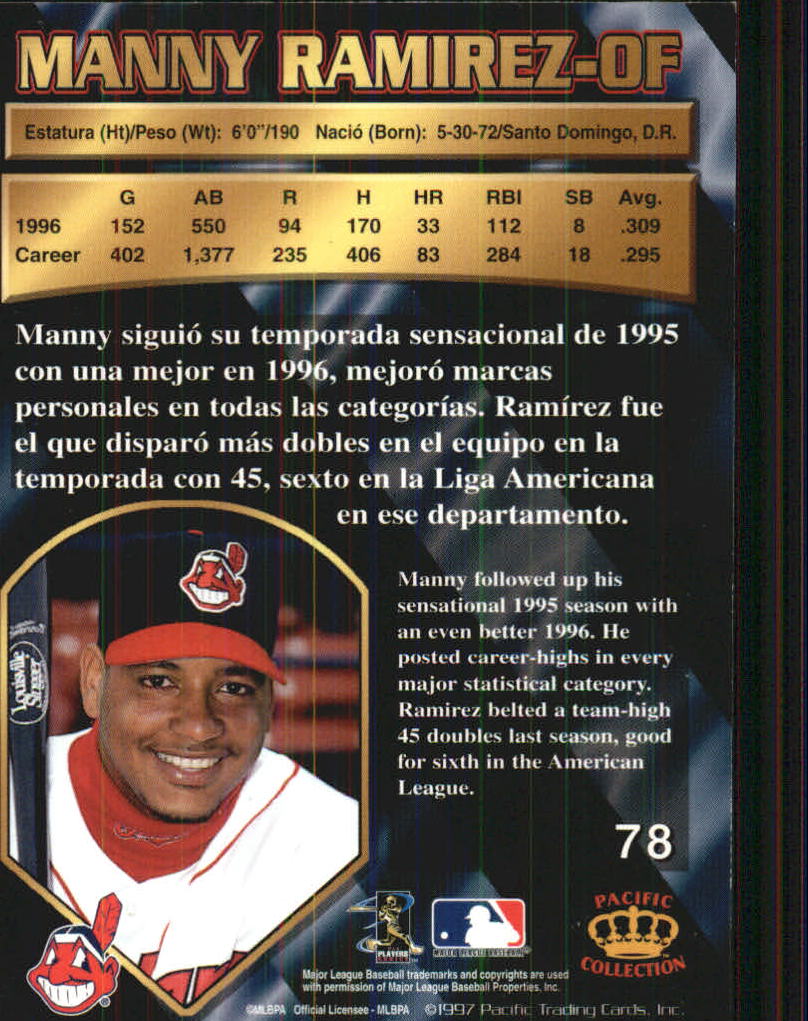 MANNY RAMIREZ-OF
Estatura (Ht)/Peso (Wt): 6'0"/190 Nació (Born): 5-30-72/Santo Domingo, D.R.
G AB R H HR RBI SB Avg.
1996 152 550 94 170 33 112 8 .309
Career 402 1,377 235 406 83 284 18 .295
Manny siguió su temporada sensacional de 1995
con una mejor en 1996, mejoró marcas
personales en todas las categorías. Ramírez fue
el que disparó más dobles en el equipo en la
temporada con 45, sexto en la Liga Americana
en ese departamento.
Manny followed up his
sensational 1995 season with
an even better 1996. He
posted career-highs in every
major statistical category.
Ramirez belted a team-high
45 doubles last season, good
for sixth in the American
League.
Louisville
Slugger
78
PLAYERS
CHOICE
MAJOR LEAGUE BASEBALL
PACIFIC
COLLECTION
Major League Baseball trademarks and copyrights are used
with permission of Major League Baseball Properties, Inc.
©MLBPA Official Licensee - MLBPA ©1997 Pacific Trading Cards, Inc.